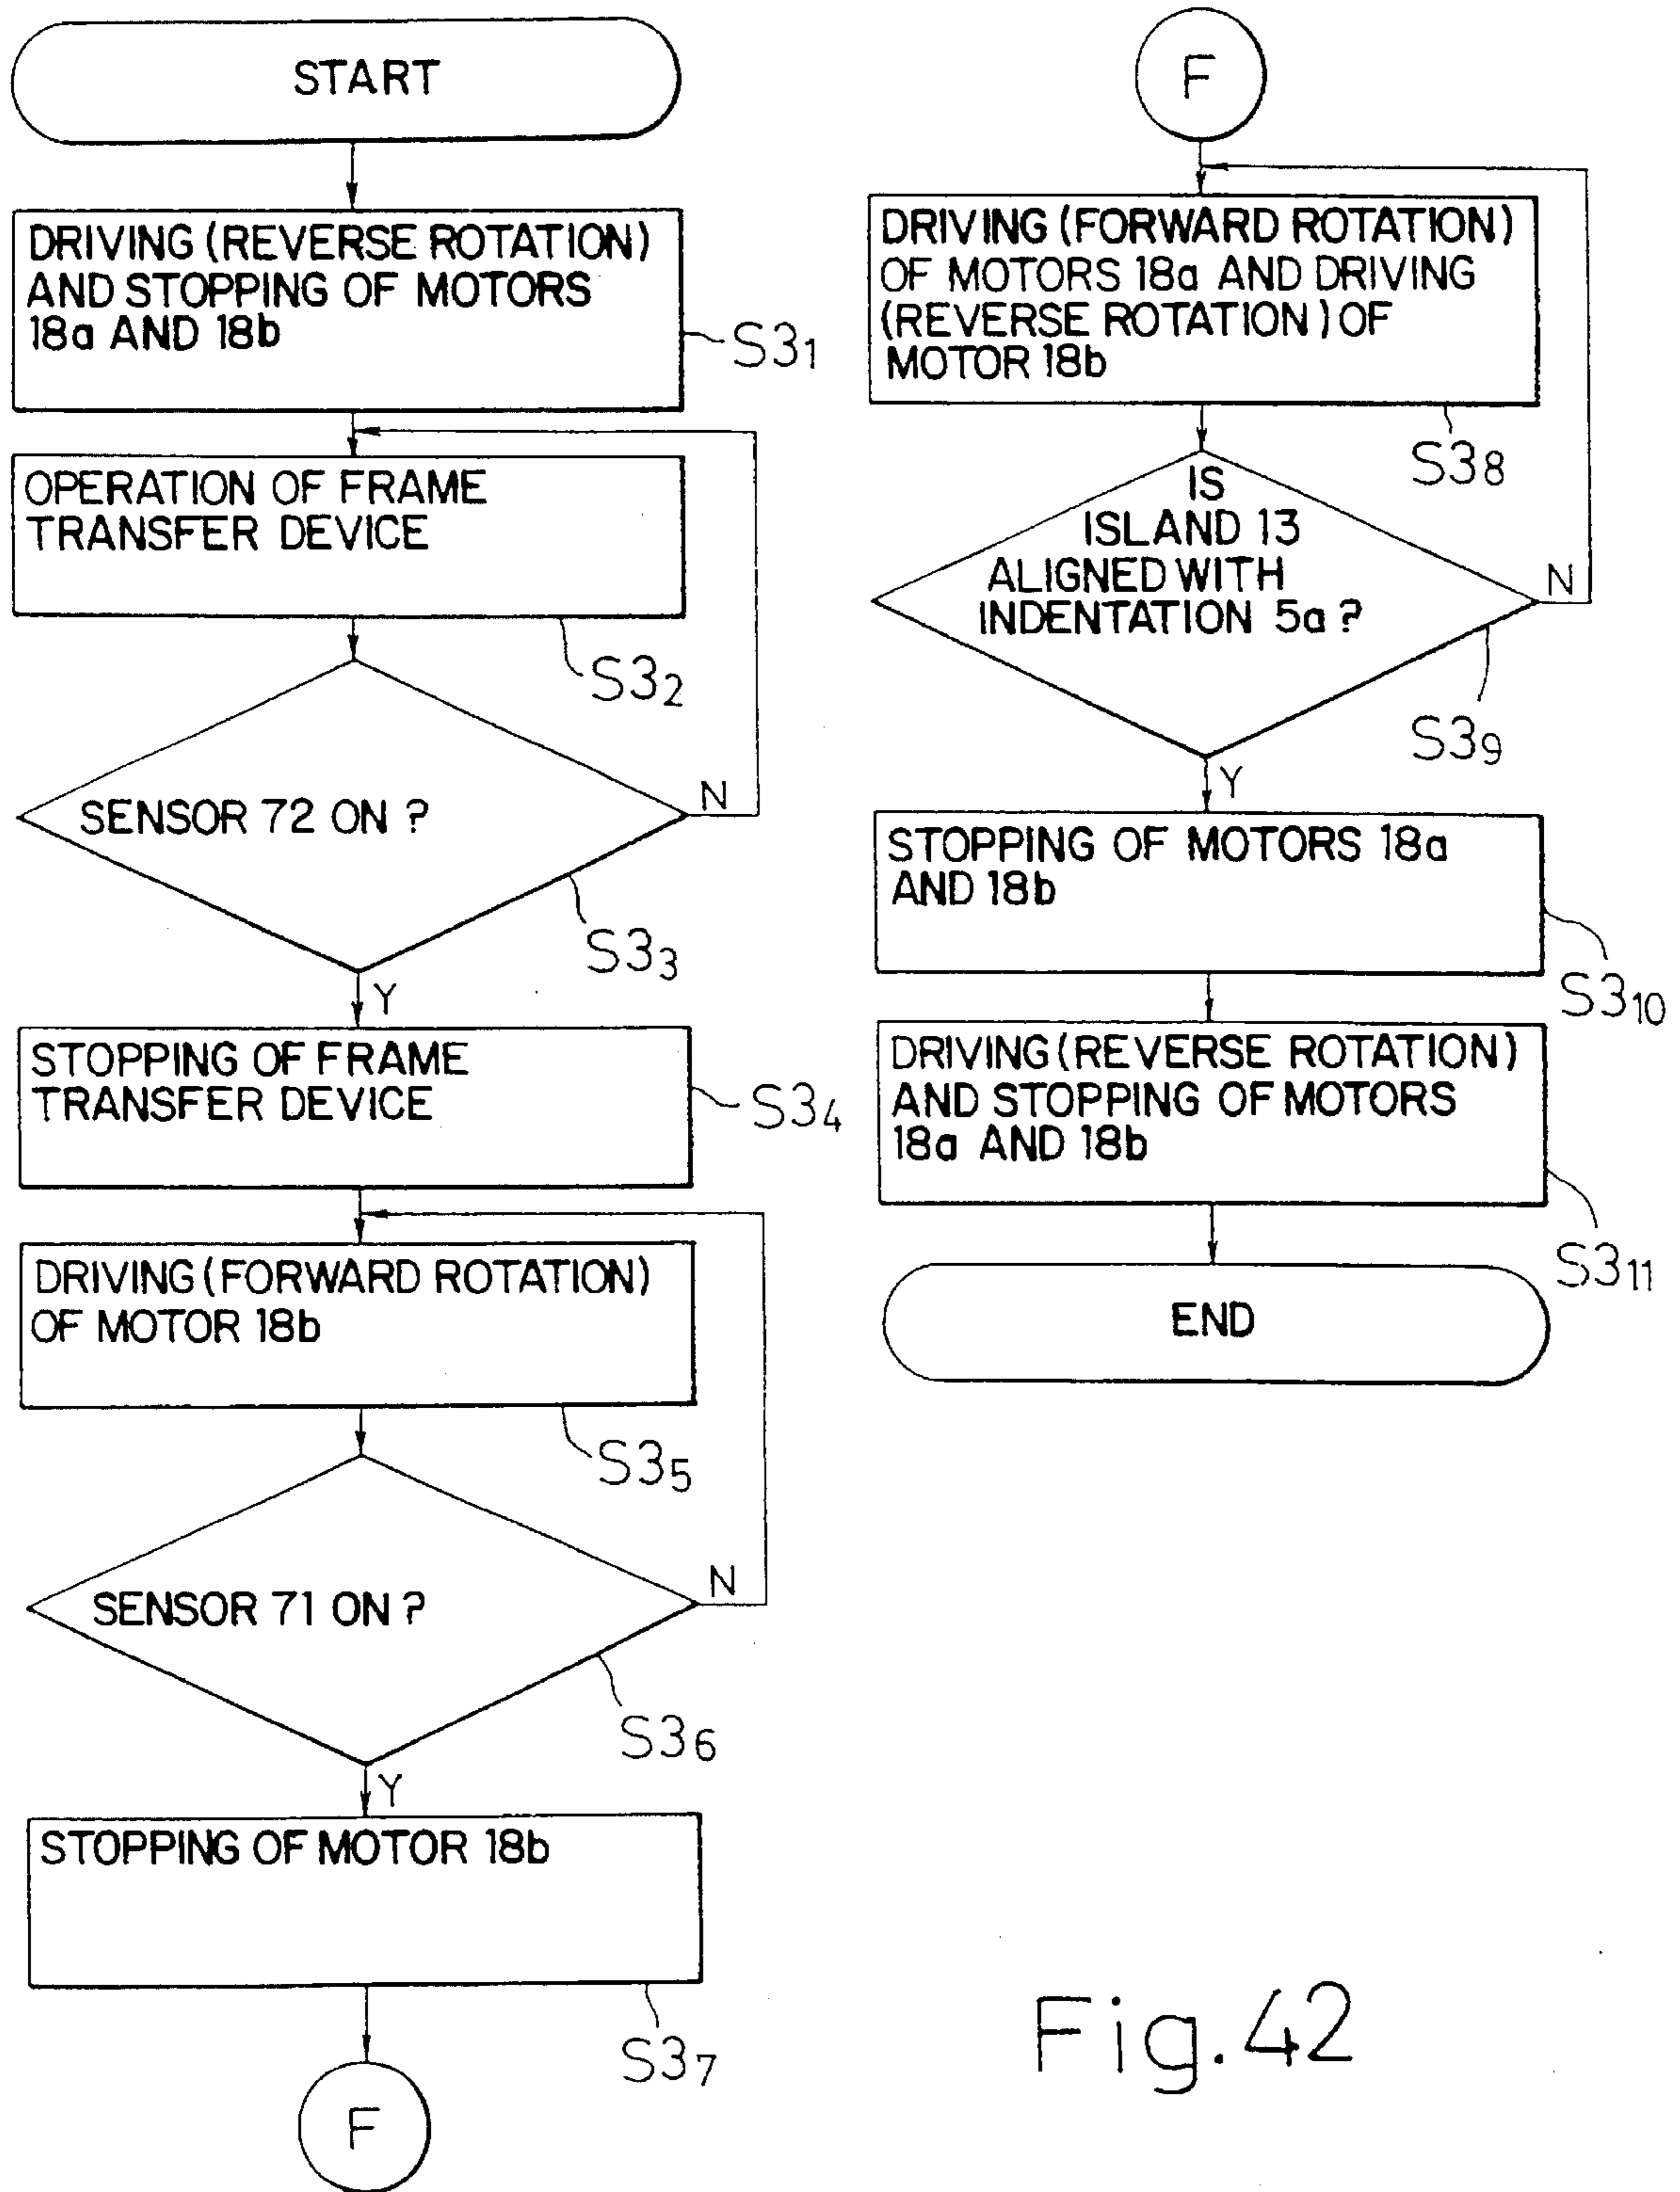 START
DRIVING (REVERSE ROTATION)
AND STOPPING OF MOTORS
18a AND 18b
S31
OPERATION OF FRAME
TRANSFER DEVICE
S32
SENSOR 72 ON ?
N
S33
Y
STOPPING OF FRAME
TRANSFER DEVICE
S34
DRIVING (FORWARD ROTATION)
OF MOTOR 18b
S35
SENSOR 71 ON ?
N
S36
Y
STOPPING OF MOTOR 18b
S37
F
F
DRIVING (FORWARD ROTATION)
OF MOTORS 18a AND DRIVING
(REVERSE ROTATION) OF
MOTOR 18b
S38
IS
ISLAND 13
ALIGNED WITH
INDENTATION 5a ?
N
S39
Y
STOPPING OF MOTORS 18a
AND 18b
S310
DRIVING (REVERSE ROTATION)
AND STOPPING OF MOTORS
18a AND 18b
S311
END
Fig.42